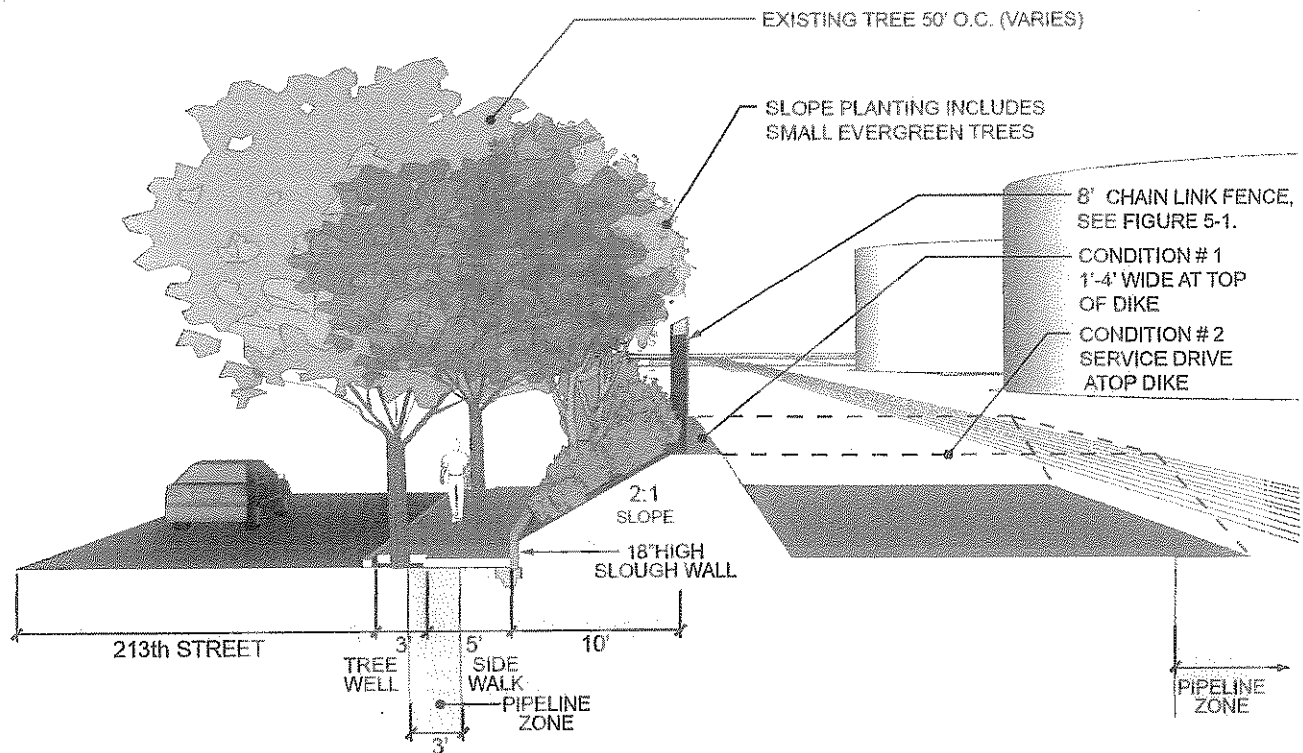 EXISTING TREE 50' O.C. (VARIES)
SLOPE PLANTING INCLUDES
SMALL EVERGREEN TREES
8' CHAIN LINK FENCE,
SEE FIGURE 5-1.
CONDITION # 1
1'-4' WIDE AT TOP
OF DIKE
CONDITION # 2
SERVICE DRIVE
ATOP DIKE
2:1
SLOPE
18"HIGH
SLOUGH WALL
213th STREET
3'
TREE
WELL
5'
SIDE
WALK
10'
PIPELINE
ZONE
3'
PIPELINE
ZONE